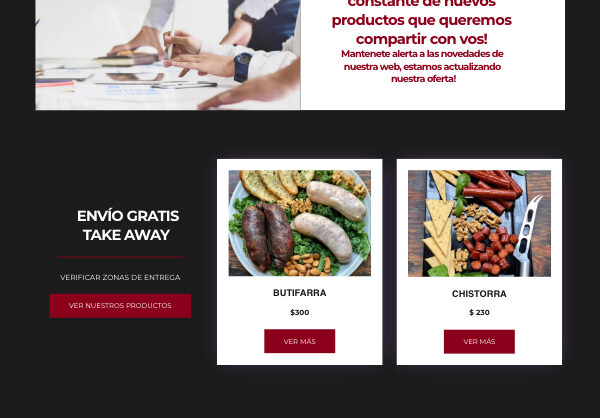 constante de nuevos
productos que queremos
compartir con vos!
Mantenete alerta a las novedades de
nuestra web, estamos actualizando
nuestra oferta!
ENVÍO GRATIS
TAKE AWAY
VERIFICAR ZONAS DE ENTREGA
VER NUESTROS PRODUCTOS
BUTIFARRA
$300
VER MÁS
CHISTORRA
$ 230
VER MÁS